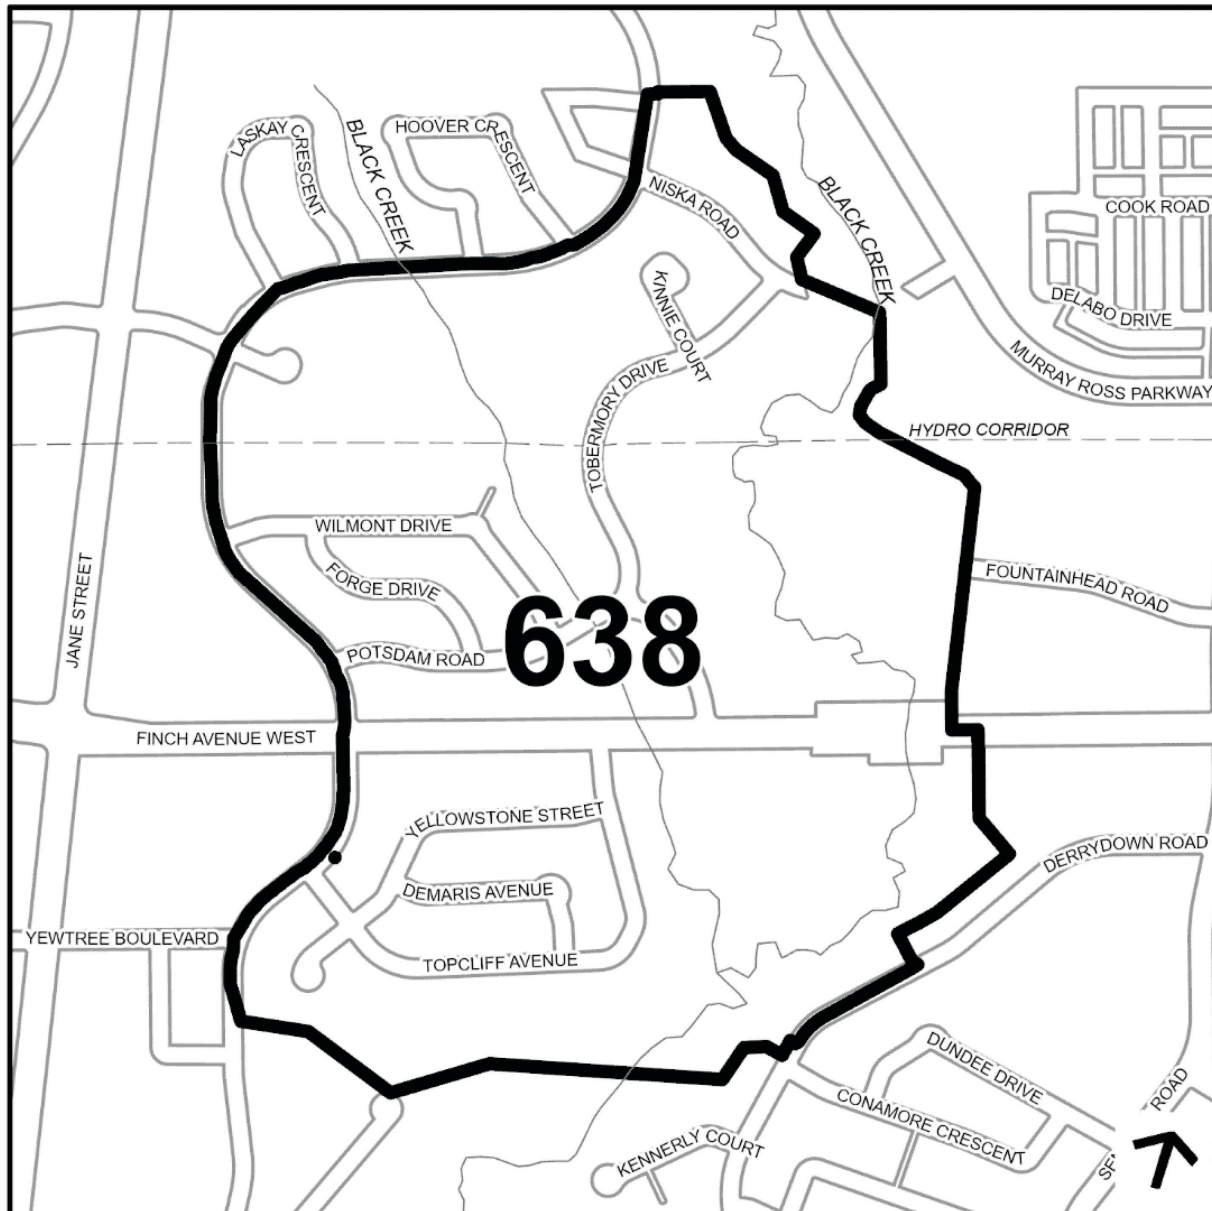 LASKAY CRESCENT
BLACK CREEK
HOOVER CRESCENT
NISKA ROAD
BLACK CREEK
COOK ROAD
KINNIE COURT
DELABO DRIVE
MURRAY ROSS PARKWAY
TOBERMORY DRIVE
HYDRO CORRIDOR
WILMONT DRIVE
FORGE DRIVE
JANE STREET
FOUNTAINHEAD ROAD
638
POTSDAM ROAD
FINCH AVENUE WEST
YELLOWSTONE STREET
DERRYDOWN ROAD
DEMARIS AVENUE
YEWTREE BOULEVARD
TOPCLIFF AVENUE
DUNDEE DRIVE
CONAMORE CRESCENT
ROAD
KENNERLY COURT